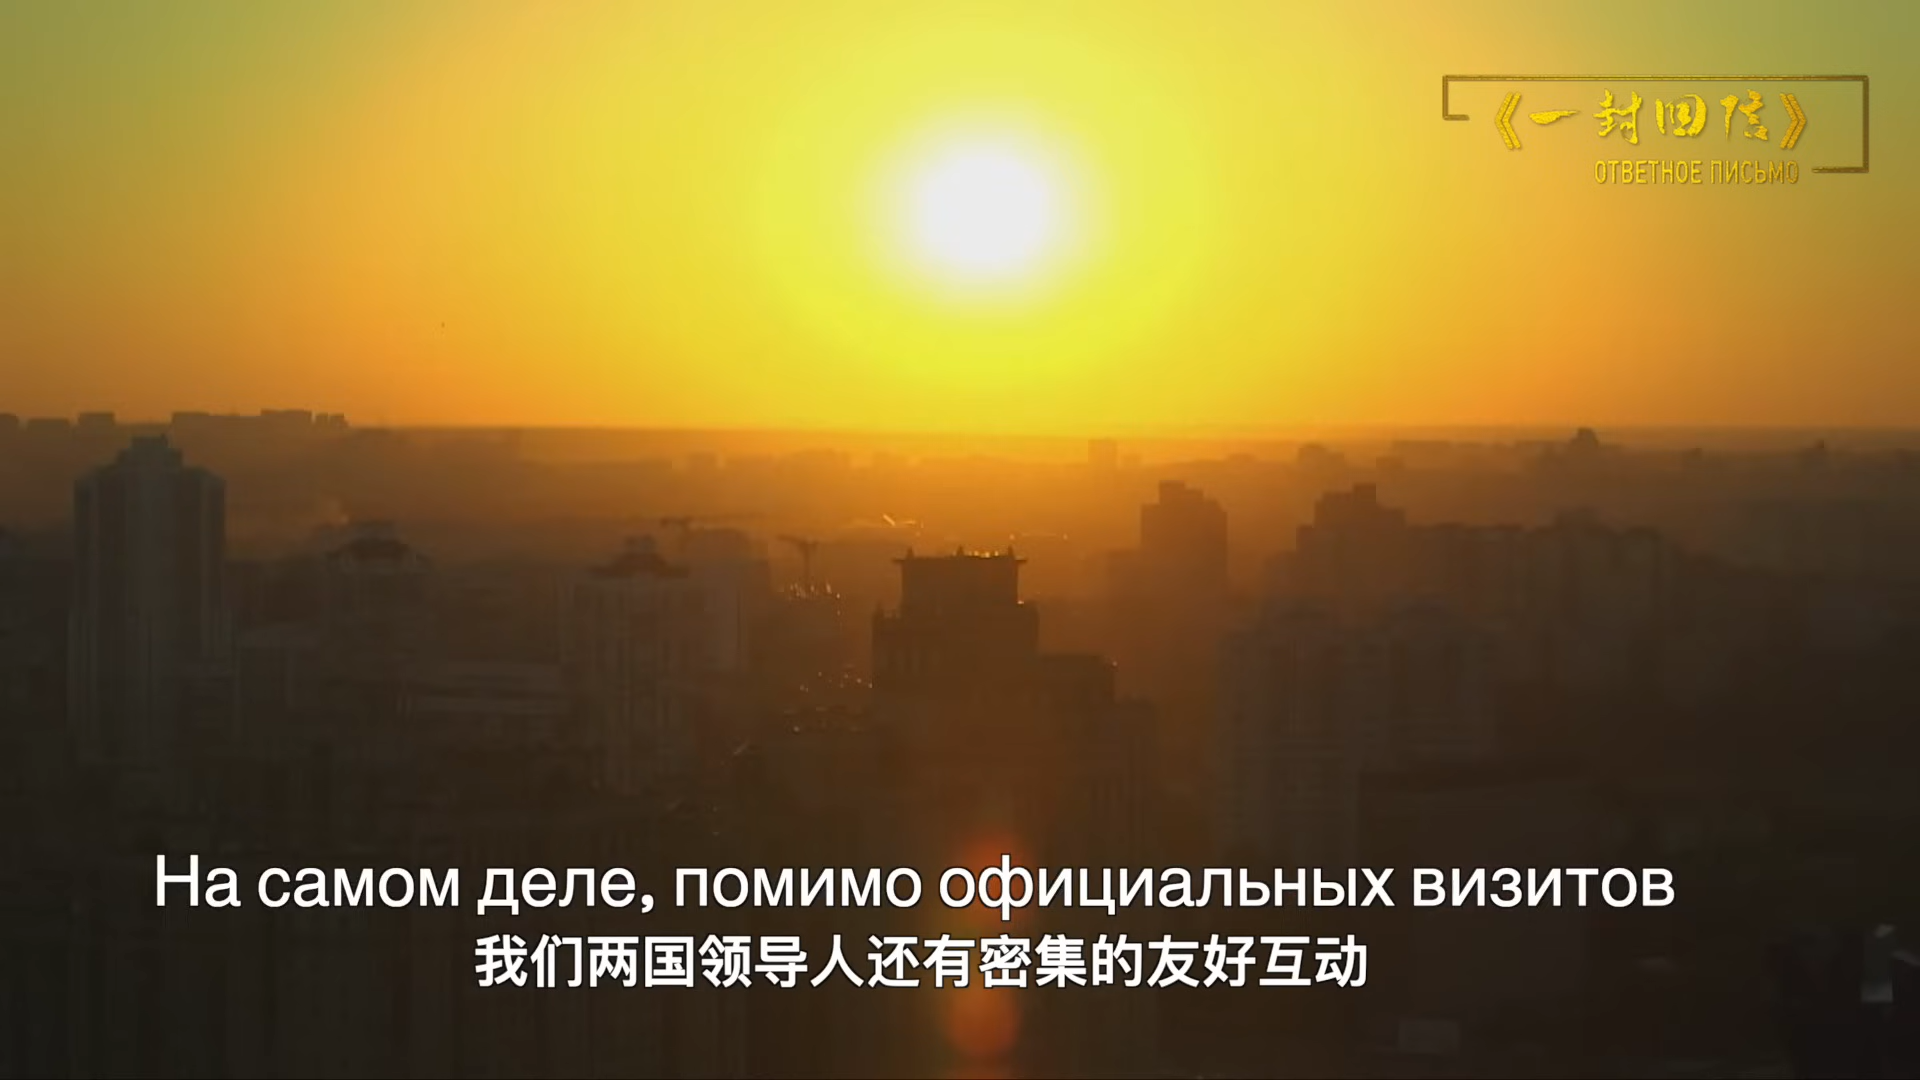 《一封回信》
ОТВЕТНОЕ ПИСЬМО
На самом деле, помимо официальных визитов
我们两国领导人还有密集的友好互动